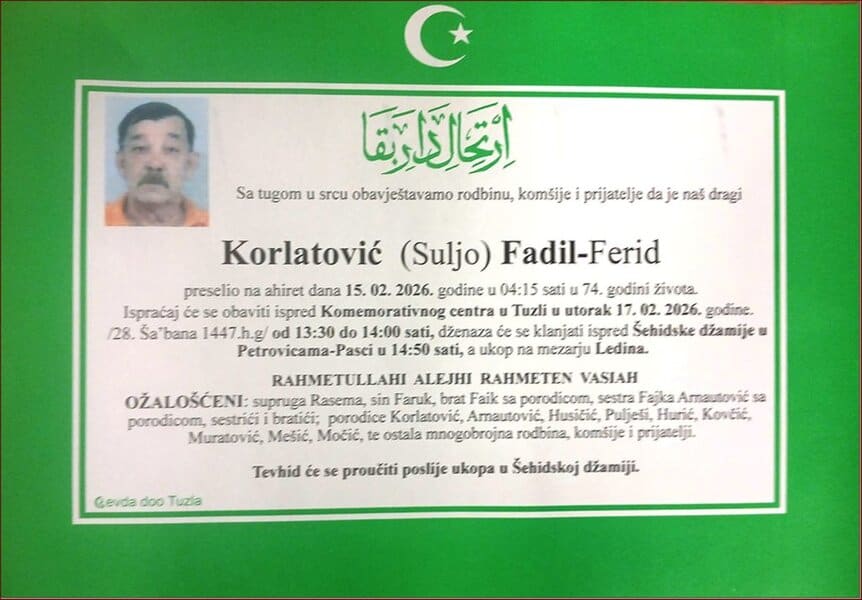 اِرْتِحَالِ دَارِ بَقَا
Sa tugom u srcu obavještavamo rodbinu, komšije i prijatelje da je naš dragi
Korlatović (Suljo) Fadil-Ferid
preselio na ahiret dana 15. 02. 2026. godine u 04:15 sati u 74. godini života.
Ispraćaj će se obaviti ispred Komemorativnog centra u Tuzli u utorak 17. 02. 2026. godine.
/28. Ša˝bana 1447.h.g/ od 13:30 do 14:00 sati, dženaza će se klanjati ispred Šehidske džamije u
Petrovicama-Pasci u 14:50 sati, a ukop na mezarju Ledina.
RAHMETULLAHI ALEJHI RAHMETEN VASIAH
OŽALOŠĆENI: supruga Rasema, sin Faruk, brat Faik sa porodicom, sestra Fajka Arnautović sa
porodicom, sestrići i bratići; porodice Korlatović, Arnautović, Husičić, Pulješi, Hurić, Kovčić,
Muratović, Mešić, Močić, te ostala mnogobrojna rodbina, komšije i prijatelji.
Tevhid će se proučiti poslije ukopa u Šehidskoj džamiji.
Ćevda doo Tuzla